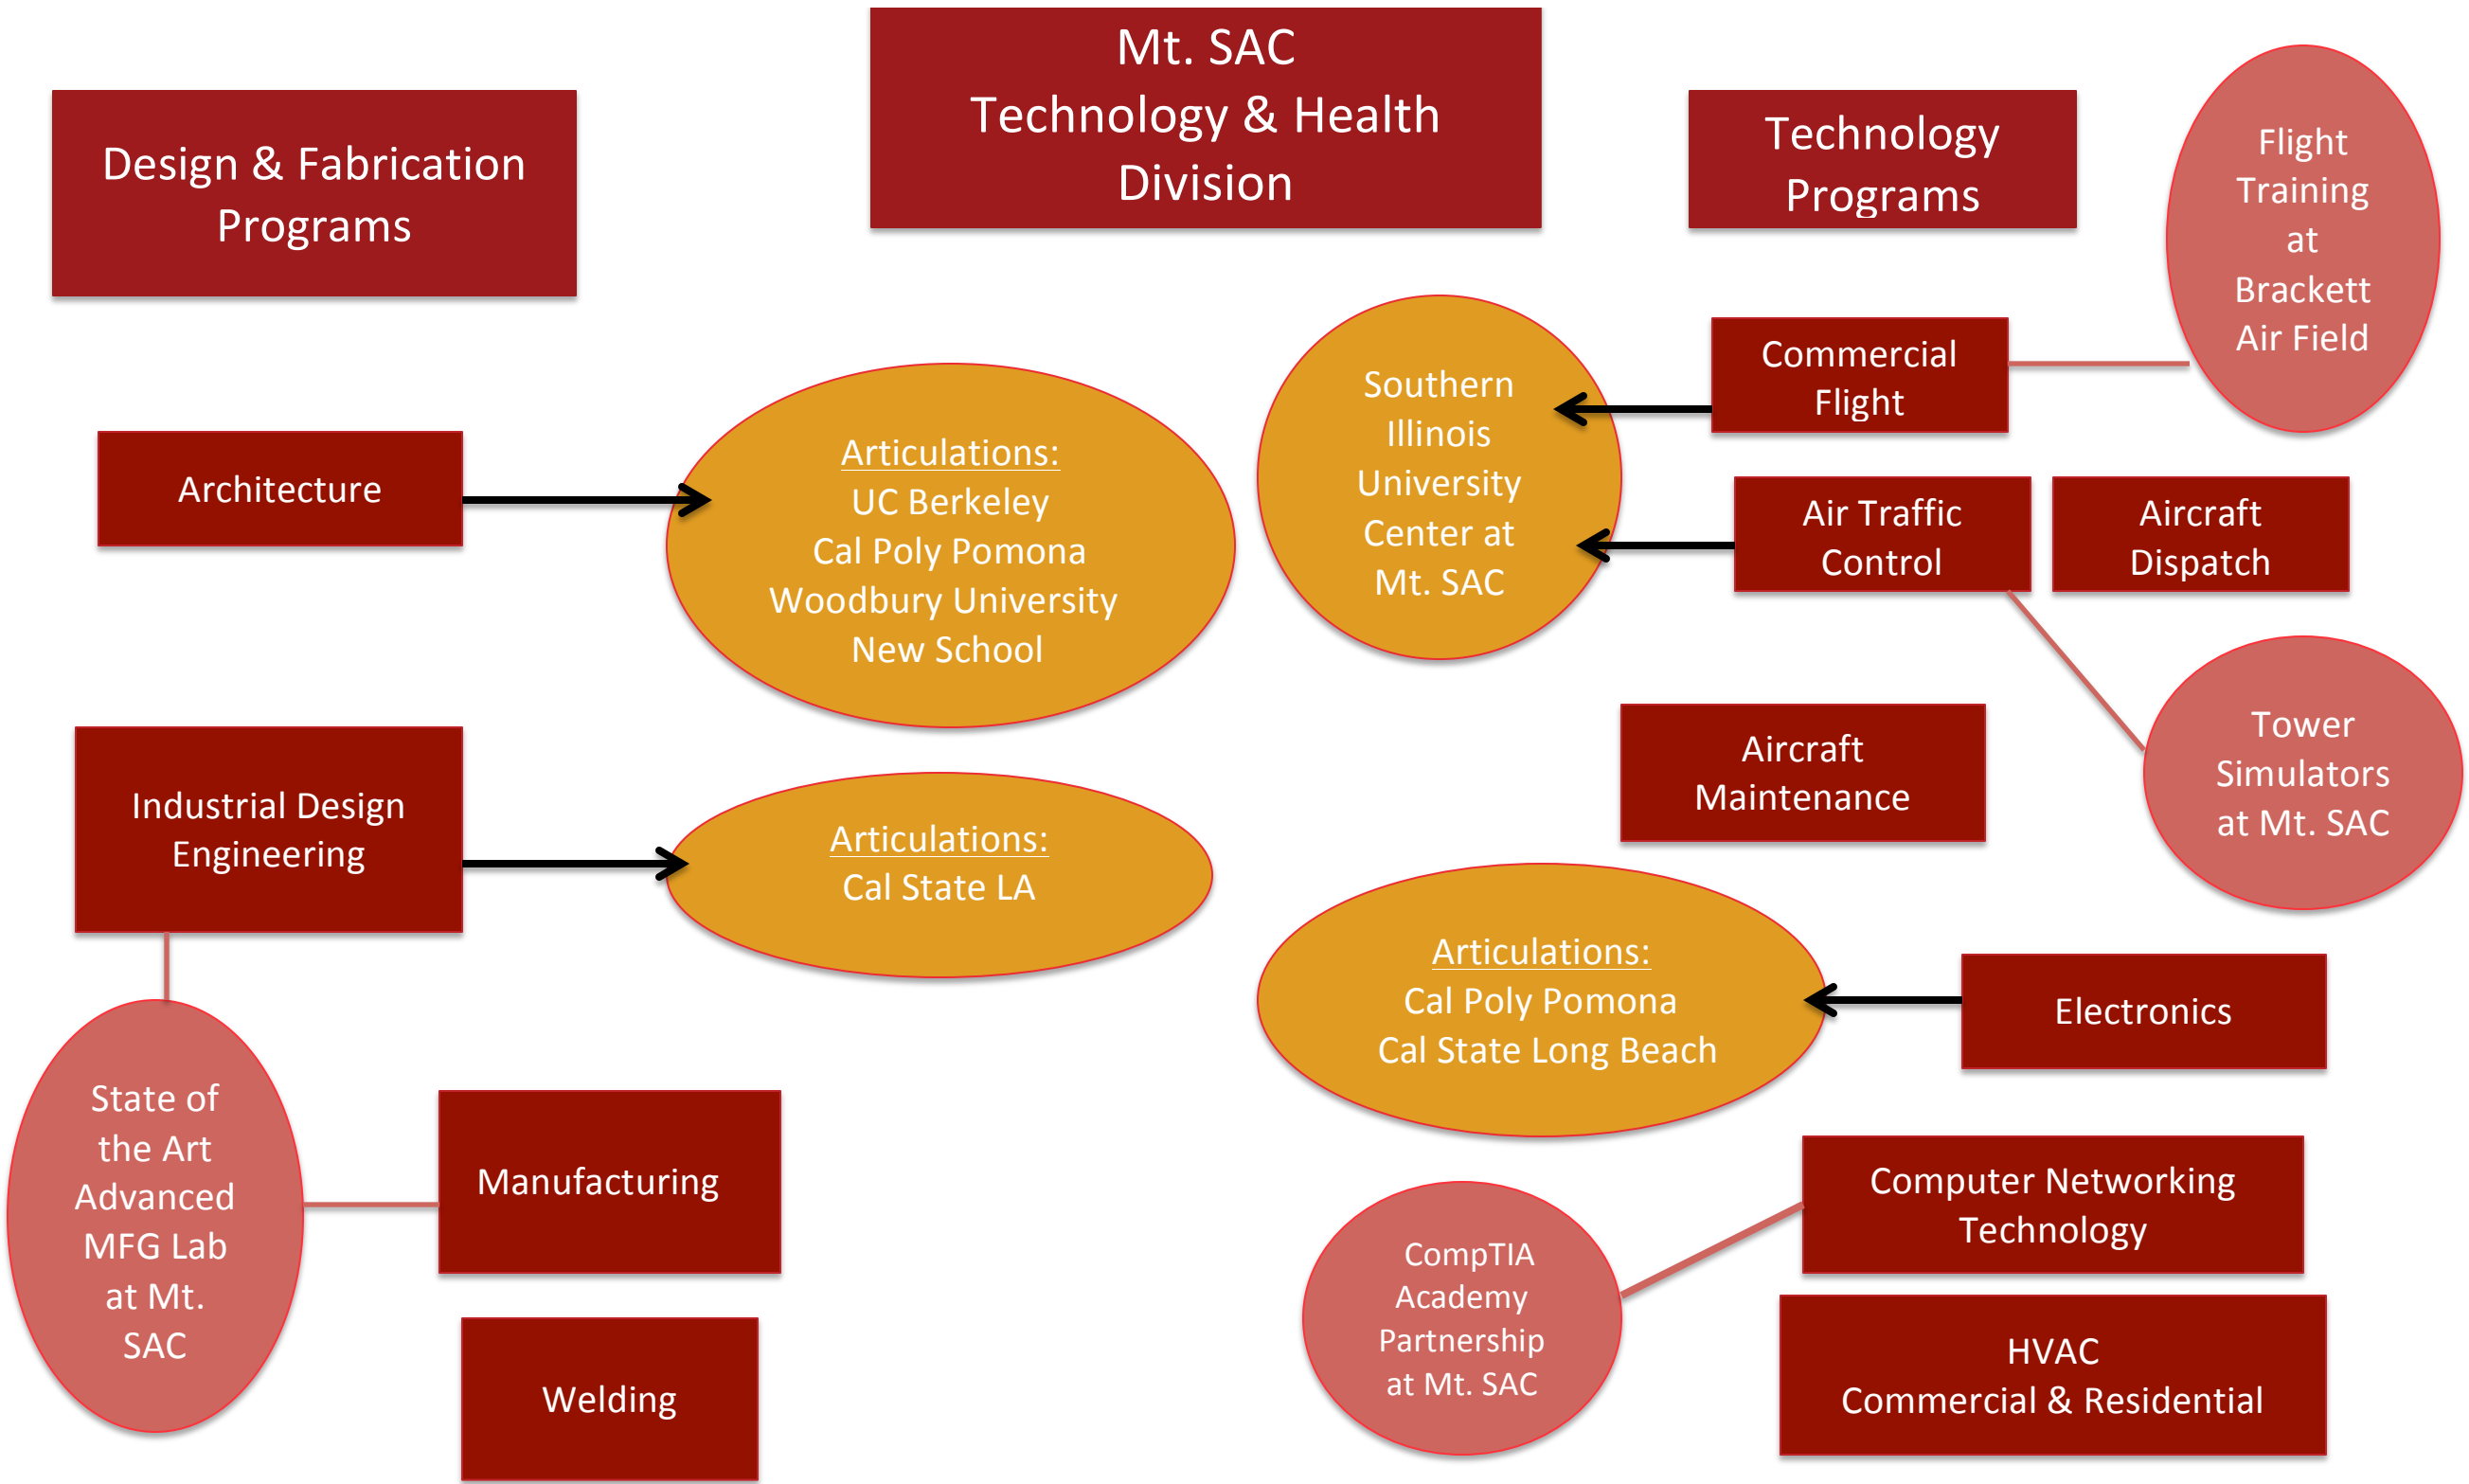 Mt. SAC
Technology & Health
Division
Design & Fabrication
Programs
Architecture
Articulations:
UC Berkeley
Cal Poly Pomona
Woodbury University
New School
Industrial Design
Engineering
Articulations:
Cal State LA
State of
the Art
Advanced
MFG Lab
at Mt.
SAC
Manufacturing
Welding
Technology
Programs
Flight
Training
at
Brackett
Air Field
Commercial
Flight
Southern
Illinois
University
Center at
Mt. SAC
Air Traffic
Control
Aircraft
Dispatch
Tower
Simulators
at Mt. SAC
Aircraft
Maintenance
Articulations:
Cal Poly Pomona
Cal State Long Beach
Electronics
Computer Networking
Technology
CompTIA
Academy
Partnership
at Mt. SAC
HVAC
Commercial & Residential